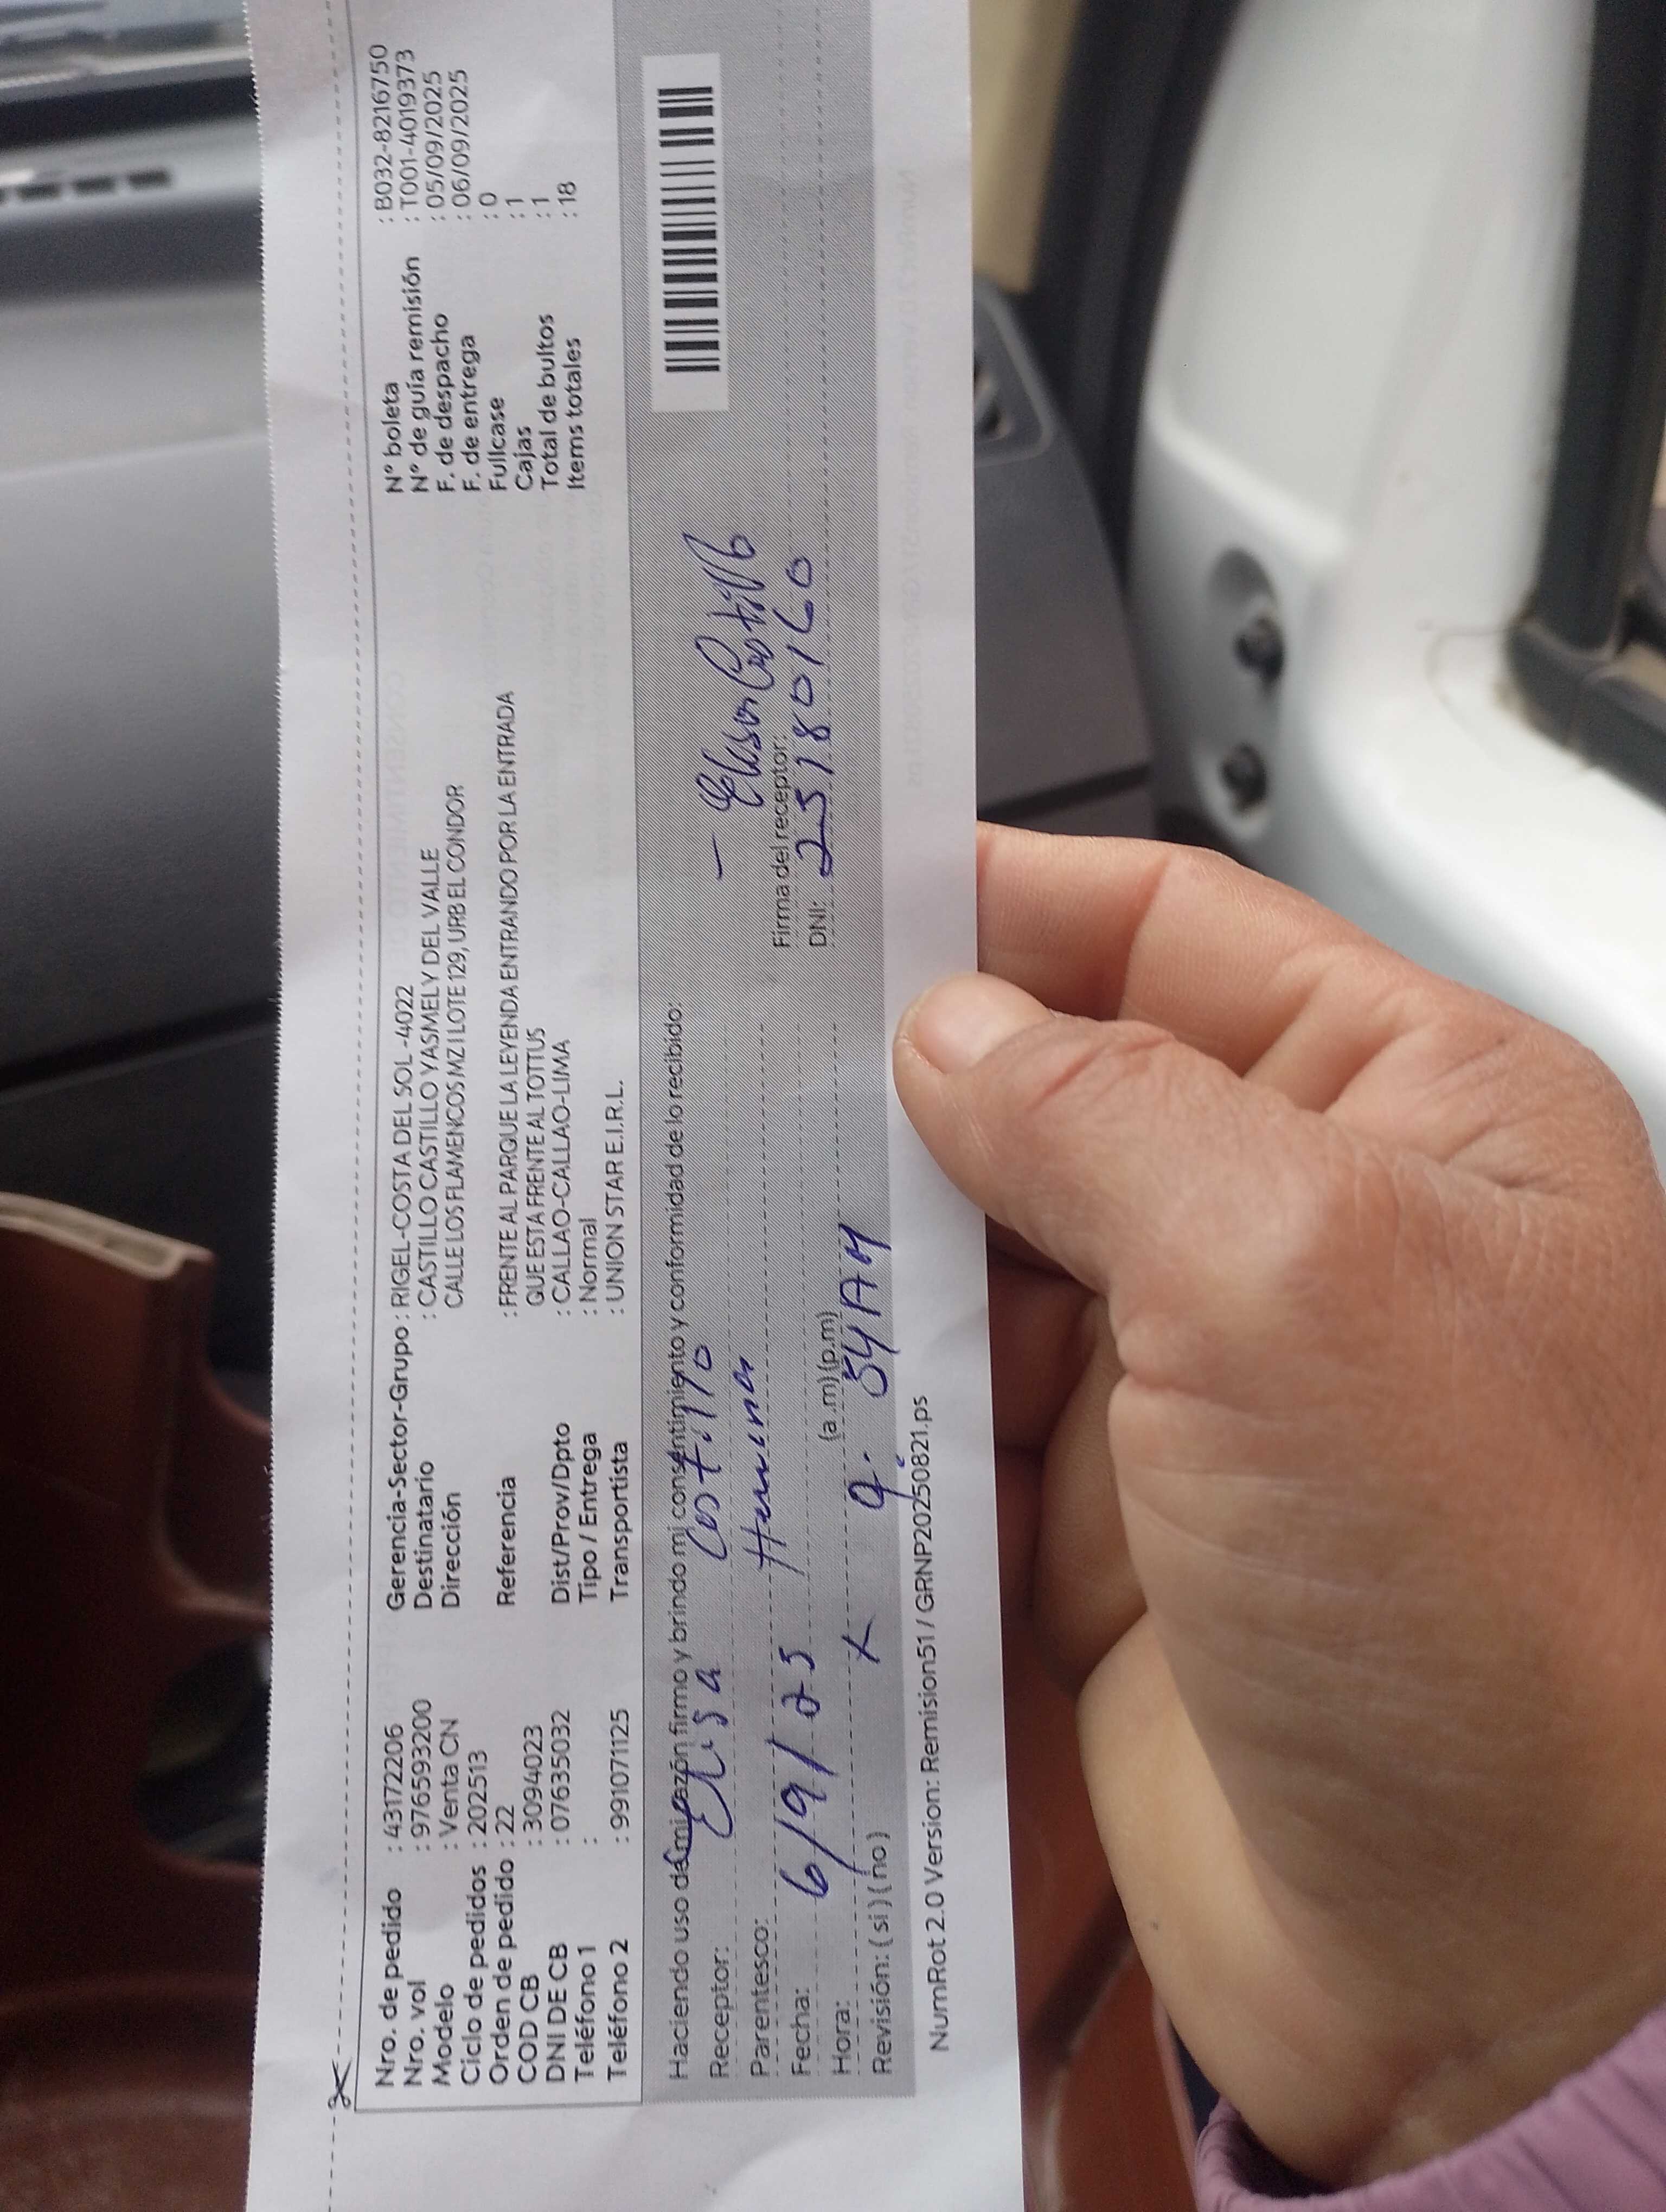 Nro. de pedido : 43172206
Nro. vol : 9765593200
Modelo : Venta CN
Ciclo de pedidos : 202513
Orden de pedido : 22
COD CB : 3094023
DNI DE CB : 07635032
Teléfono 1 :
Teléfono 2 : 991071125
Gerencia-Sector-Grupo : RIGEL-COSTA DEL SOL -4022
Destinatario : CASTILLO CASTILLO YASMELY DEL VALLE
Dirección CALLE LOS FLAMENCOS MZ I LOTE 129, URB EL CONDOR
Referencia : FRENTE AL PARQUE LA LEYENDA ENTRANDO POR LA ENTRADA
QUE ESTA FRENTE AL TOTTUS
Dist/Prov/Dpto : CALLAO-CALLAO-LIMA
Tipo / Entrega : Normal
Transportista : UNION STAR E.I.R.L.
N° boleta : B032-8216750
N° de guía remisión : T001-4019373
F. de despacho : 05/09/2025
F. de entrega : 06/09/2025
Fullcase : 0
Cajas : 1
Total de bultos : 1
Items totales : 18
Haciendo uso de mi razón firmo y brindo mi consentimiento y conformidad de lo recibido:
Receptor: Elisa Castillo
Parentesco: Hermana
Fecha: 6/9/25
Hora: (a .m) (p.m) 9:54 AM
Revisión: ( si ) ( no ) x
Firma del receptor:
DNI: 25780160
NumRot 2.0 Version: Remision51 / GRNP20250821.ps